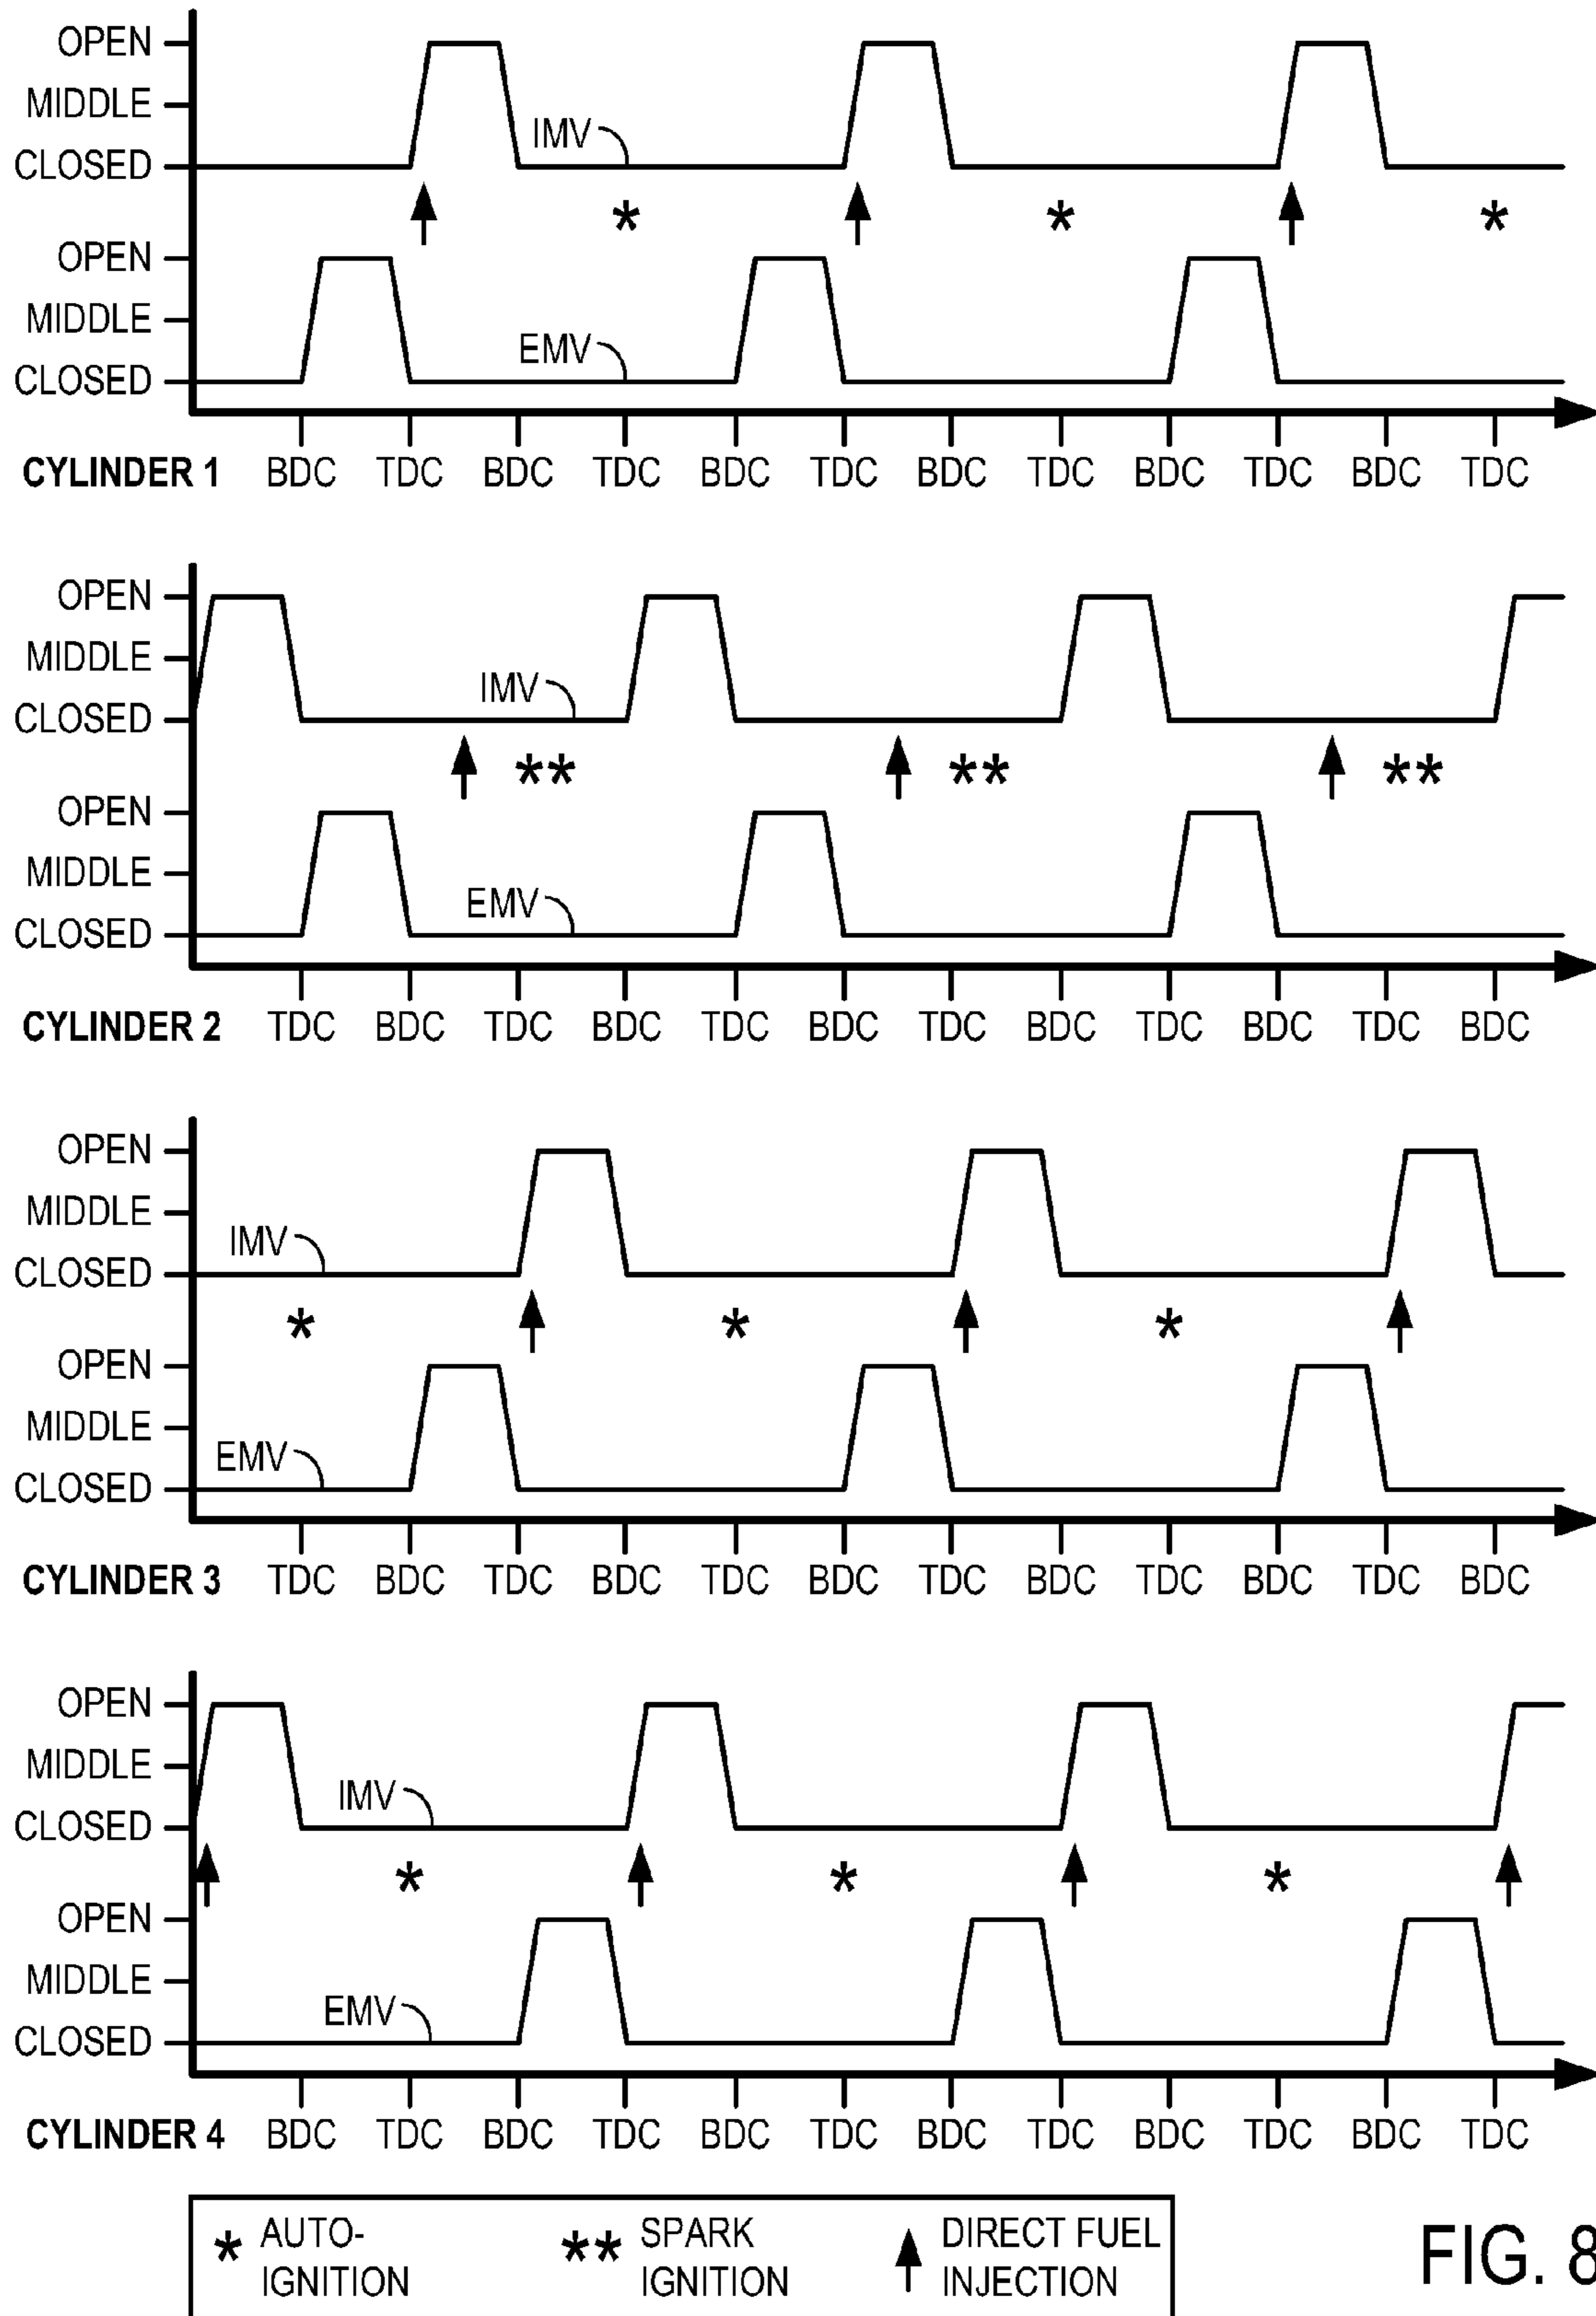 OPEN
MIDDLE
IMV
CLOSED
*
OPEN
MIDDLE
EMV
CLOSED
CYLINDER 1 BDC TDC BDC TDC BDC TDC BDC TDC BDC TDC BDC TDC
OPEN
MIDDLE
IMV
CLOSED
**
OPEN
MIDDLE
EMV
CLOSED
CYLINDER 2 TDC BDC TDC BDC TDC BDC TDC BDC TDC BDC TDC BDC
OPEN
MIDDLE
IMV
CLOSED
*
OPEN
MIDDLE
EMV
CLOSED
CYLINDER 3 TDC BDC TDC BDC TDC BDC TDC BDC TDC BDC TDC BDC
OPEN
MIDDLE
IMV
CLOSED
*
OPEN
MIDDLE
EMV
CLOSED
CYLINDER 4 BDC TDC BDC TDC BDC TDC BDC TDC BDC TDC BDC TDC
* AUTO-
IGNITION
** SPARK
IGNITION
DIRECT FUEL
INJECTION
FIG. 8